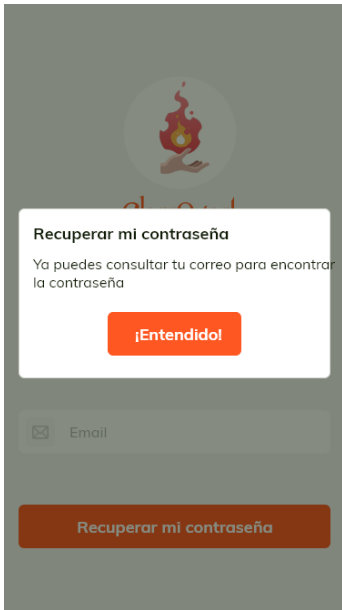 Recuperar mi contraseña
Ya puedes consultar tu correo para encontrar
la contraseña
¡Entendido!
Email
Recuperar mi contraseña